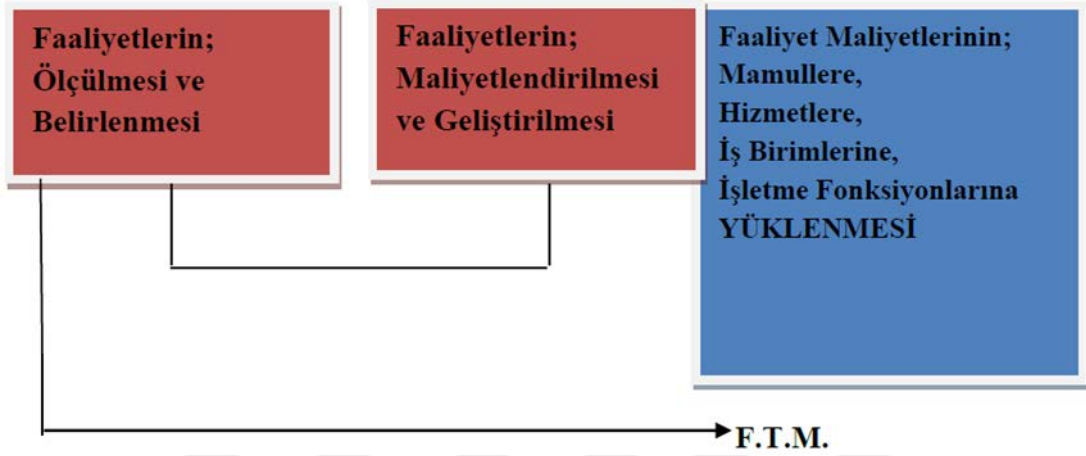 Faaliyetlerin;
Ölçülmesi ve
Belirlenmesi
Faaliyetlerin;
Maliyetlendirilmesi
ve Geliştirilmesi
Faaliyet Maliyetlerinin;
Mamullere,
Hizmetlere,
İş Birimlerine,
İşletme Fonksiyonlarına
YÜKLENMESİ
F.T.M.